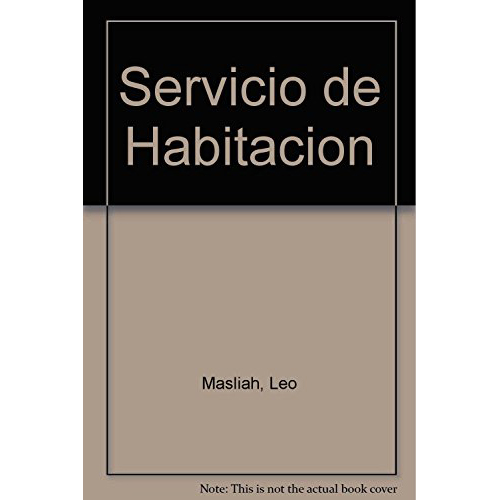 Servicio de
Habitacion
Masliah, Leo
Note: This is not the actual book cover